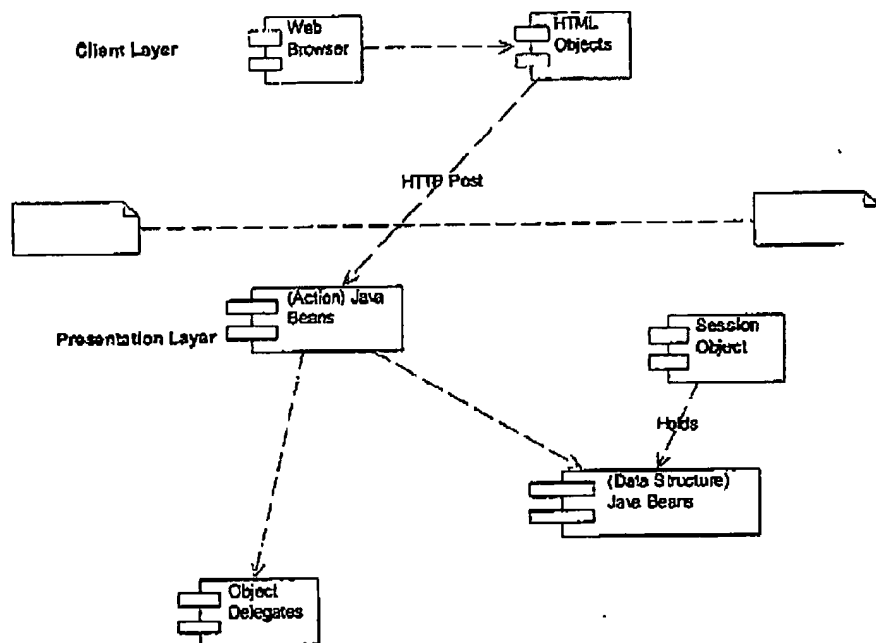 Client Layer
Web
Browser
HTML
Objects
HTTP Post
(Action) Java
Beans
Presentation Layer
Session
Object
Holds
(Data Structure)
Java Beans
Object
Delegates